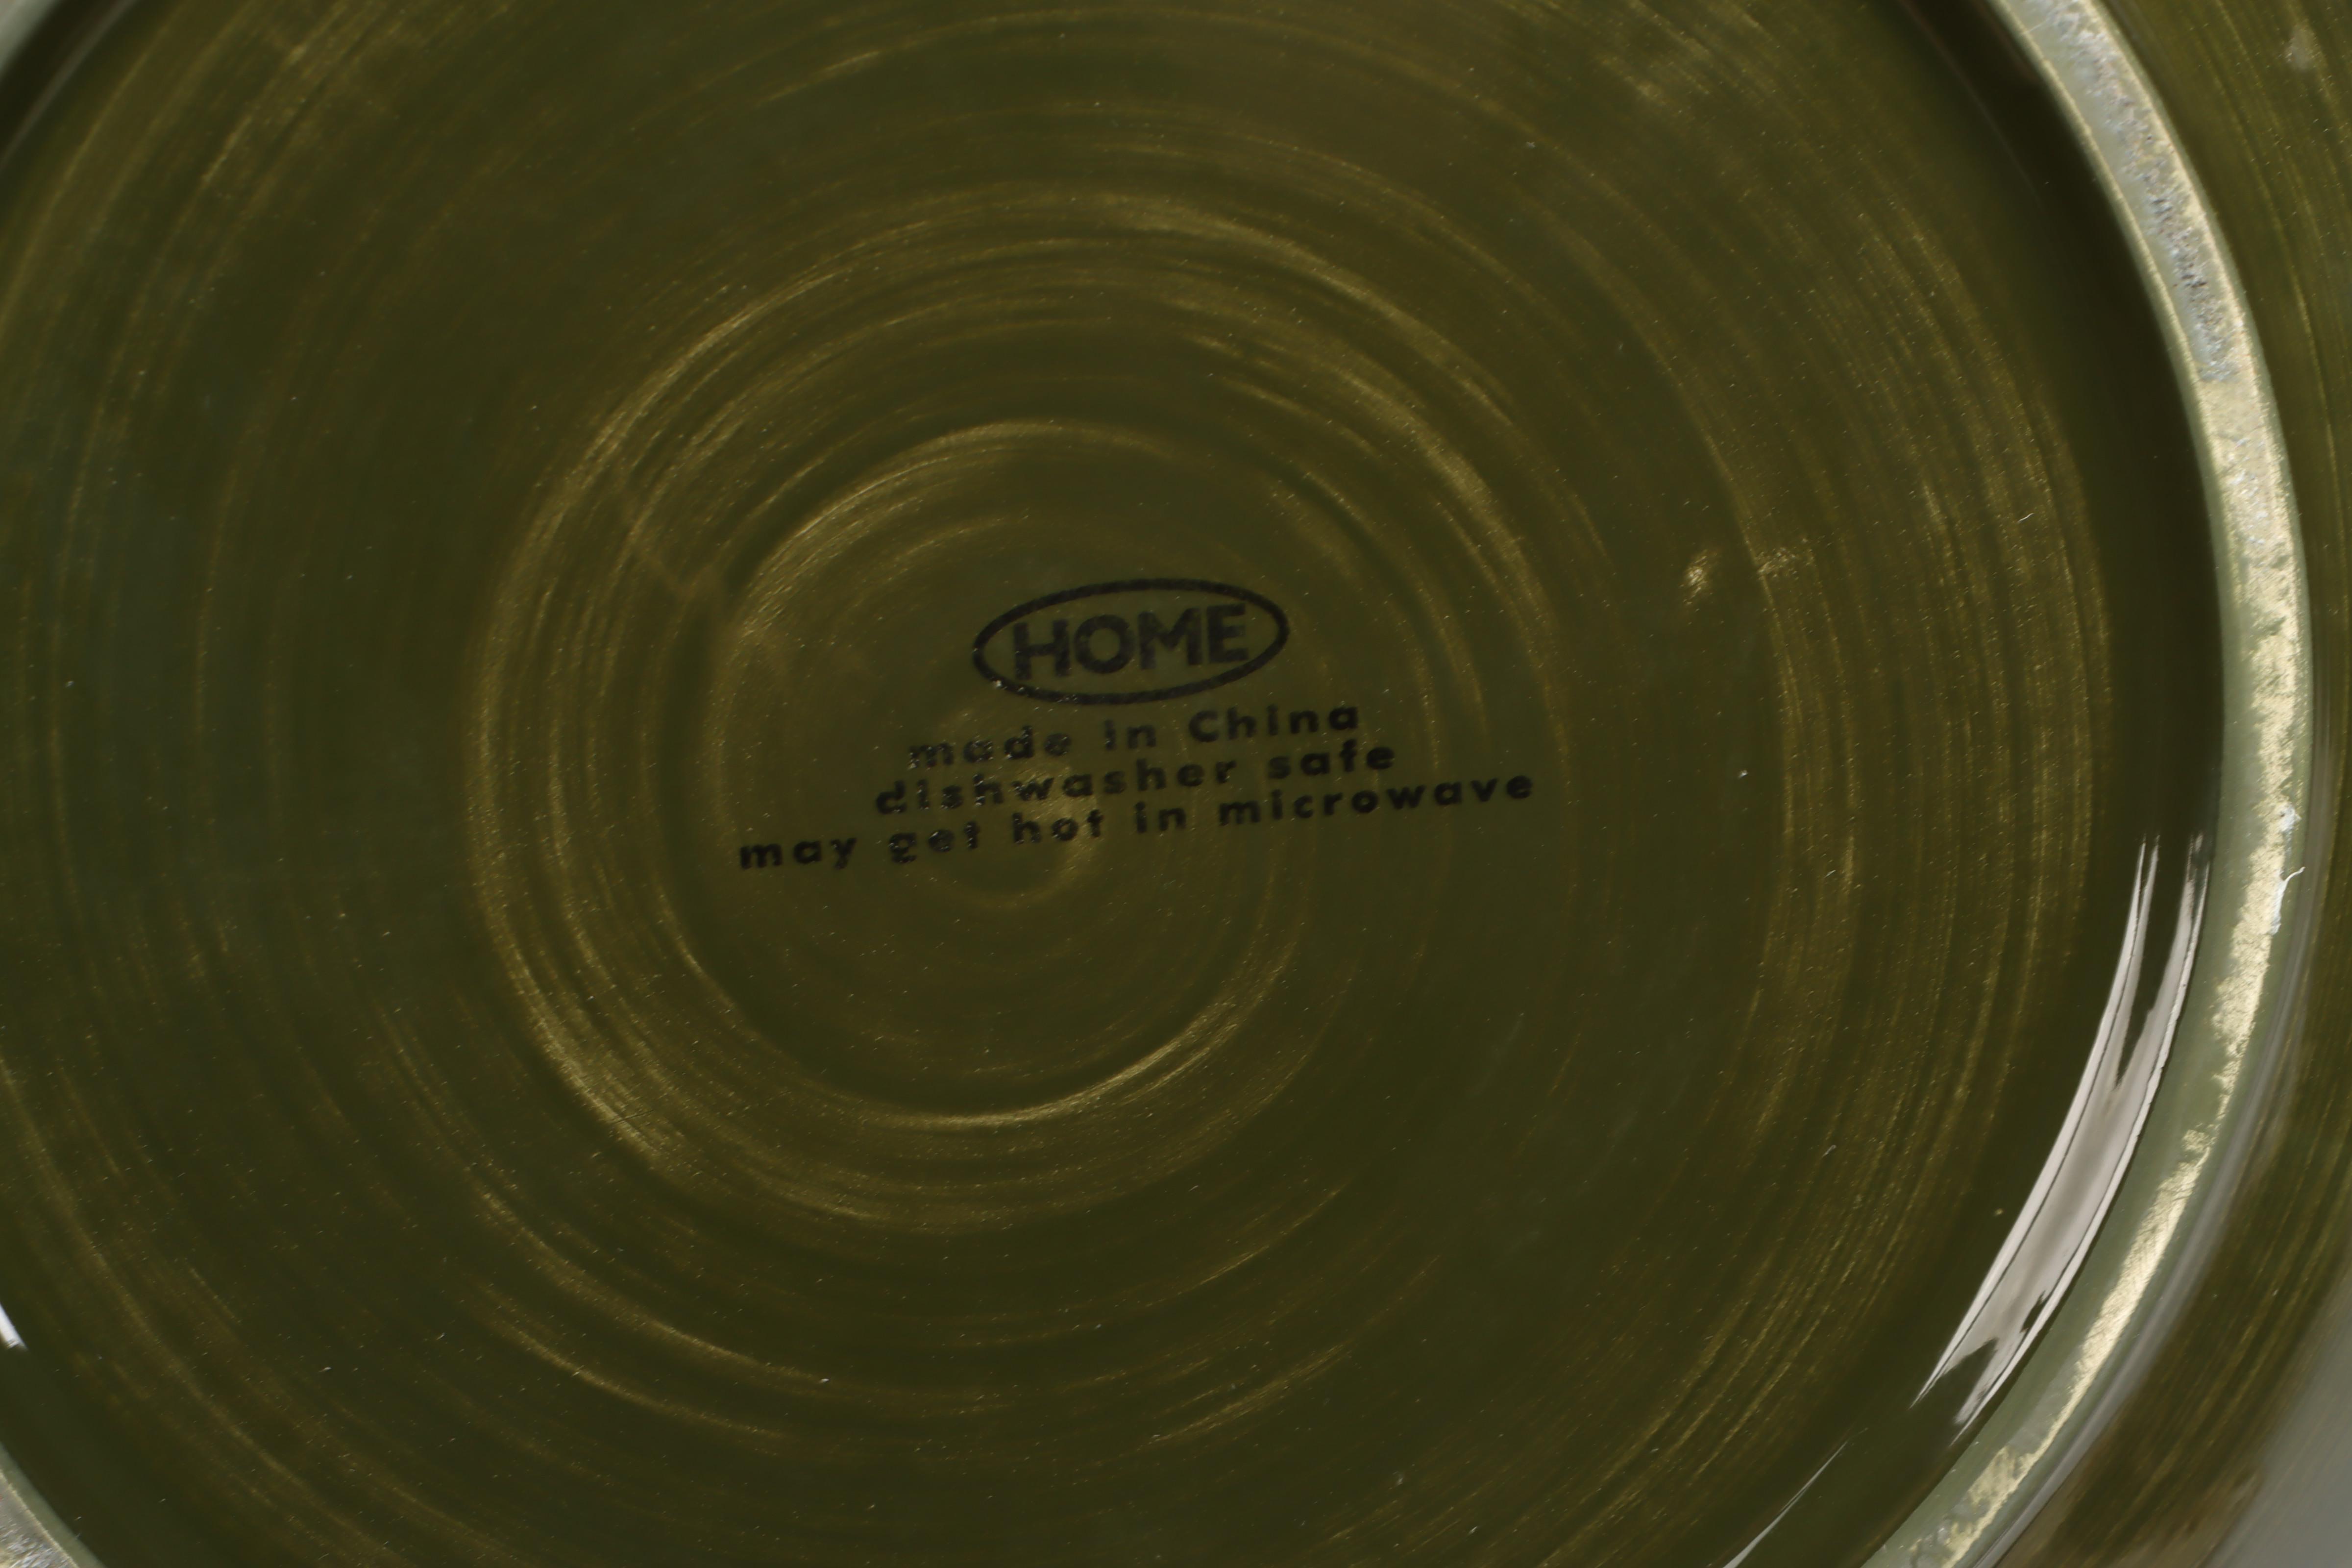 HOME
made in China
dishwasher safe
may get hot in microwave